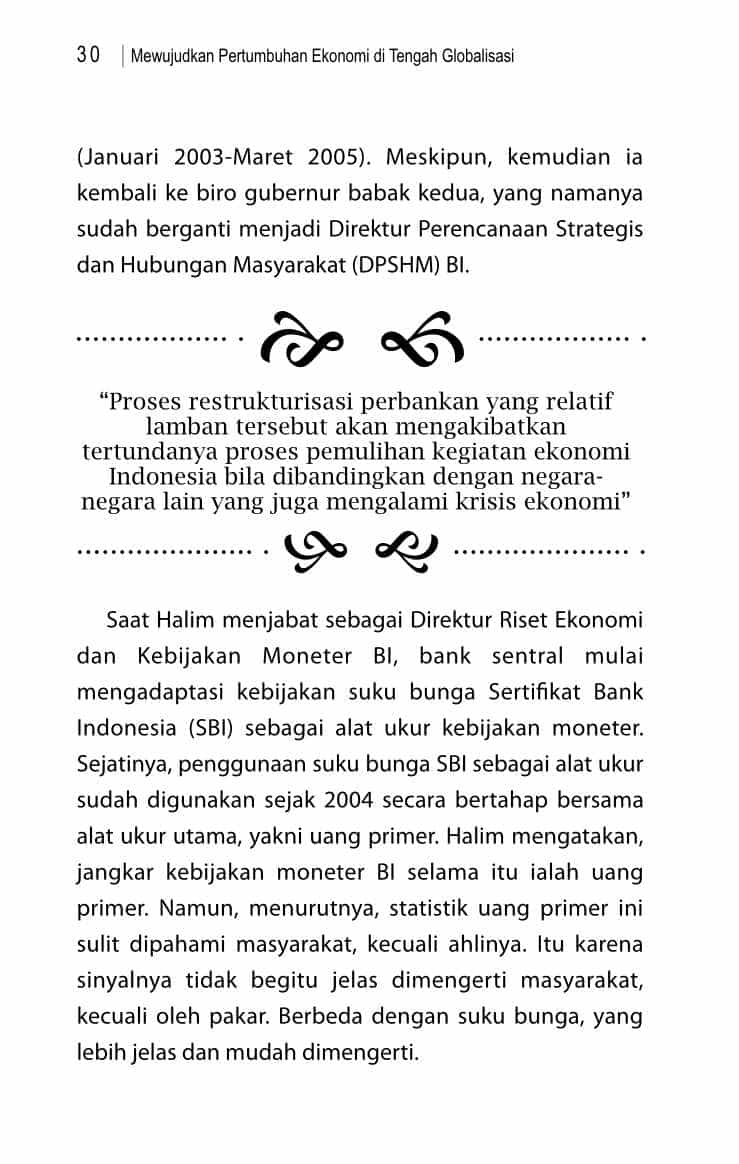 30 | Mewujudkan Pertumbuhan Ekonomi di Tengah Globalisasi
(Januari 2003-Maret 2005). Meskipun, kemudian ia
kembali ke biro gubernur babak kedua, yang namanya
sudah berganti menjadi Direktur Perencanaan Strategis
dan Hubungan Masyarakat (DPSHM) BI.
“Proses restrukturisasi perbankan yang relatif
lamban tersebut akan mengakibatkan
tertundanya proses pemulihan kegiatan ekonomi
Indonesia bila dibandingkan dengan negara-
negara lain yang juga mengalami krisis ekonomi”
Saat Halim menjabat sebagai Direktur Riset Ekonomi
dan Kebijakan Moneter BI, bank sentral mulai
mengadaptasi kebijakan suku bunga Sertifikat Bank
Indonesia (SBI) sebagai alat ukur kebijakan moneter.
Sejatinya, penggunaan suku bunga SBI sebagai alat ukur
sudah digunakan sejak 2004 secara bertahap bersama
alat ukur utama, yakni uang primer. Halim mengatakan,
jangkar kebijakan moneter BI selama itu ialah uang
primer. Namun, menurutnya, statistik uang primer ini
sulit dipahami masyarakat, kecuali ahlinya. Itu karena
sinyalnya tidak begitu jelas dimengerti masyarakat,
kecuali oleh pakar. Berbeda dengan suku bunga, yang
lebih jelas dan mudah dimengerti.